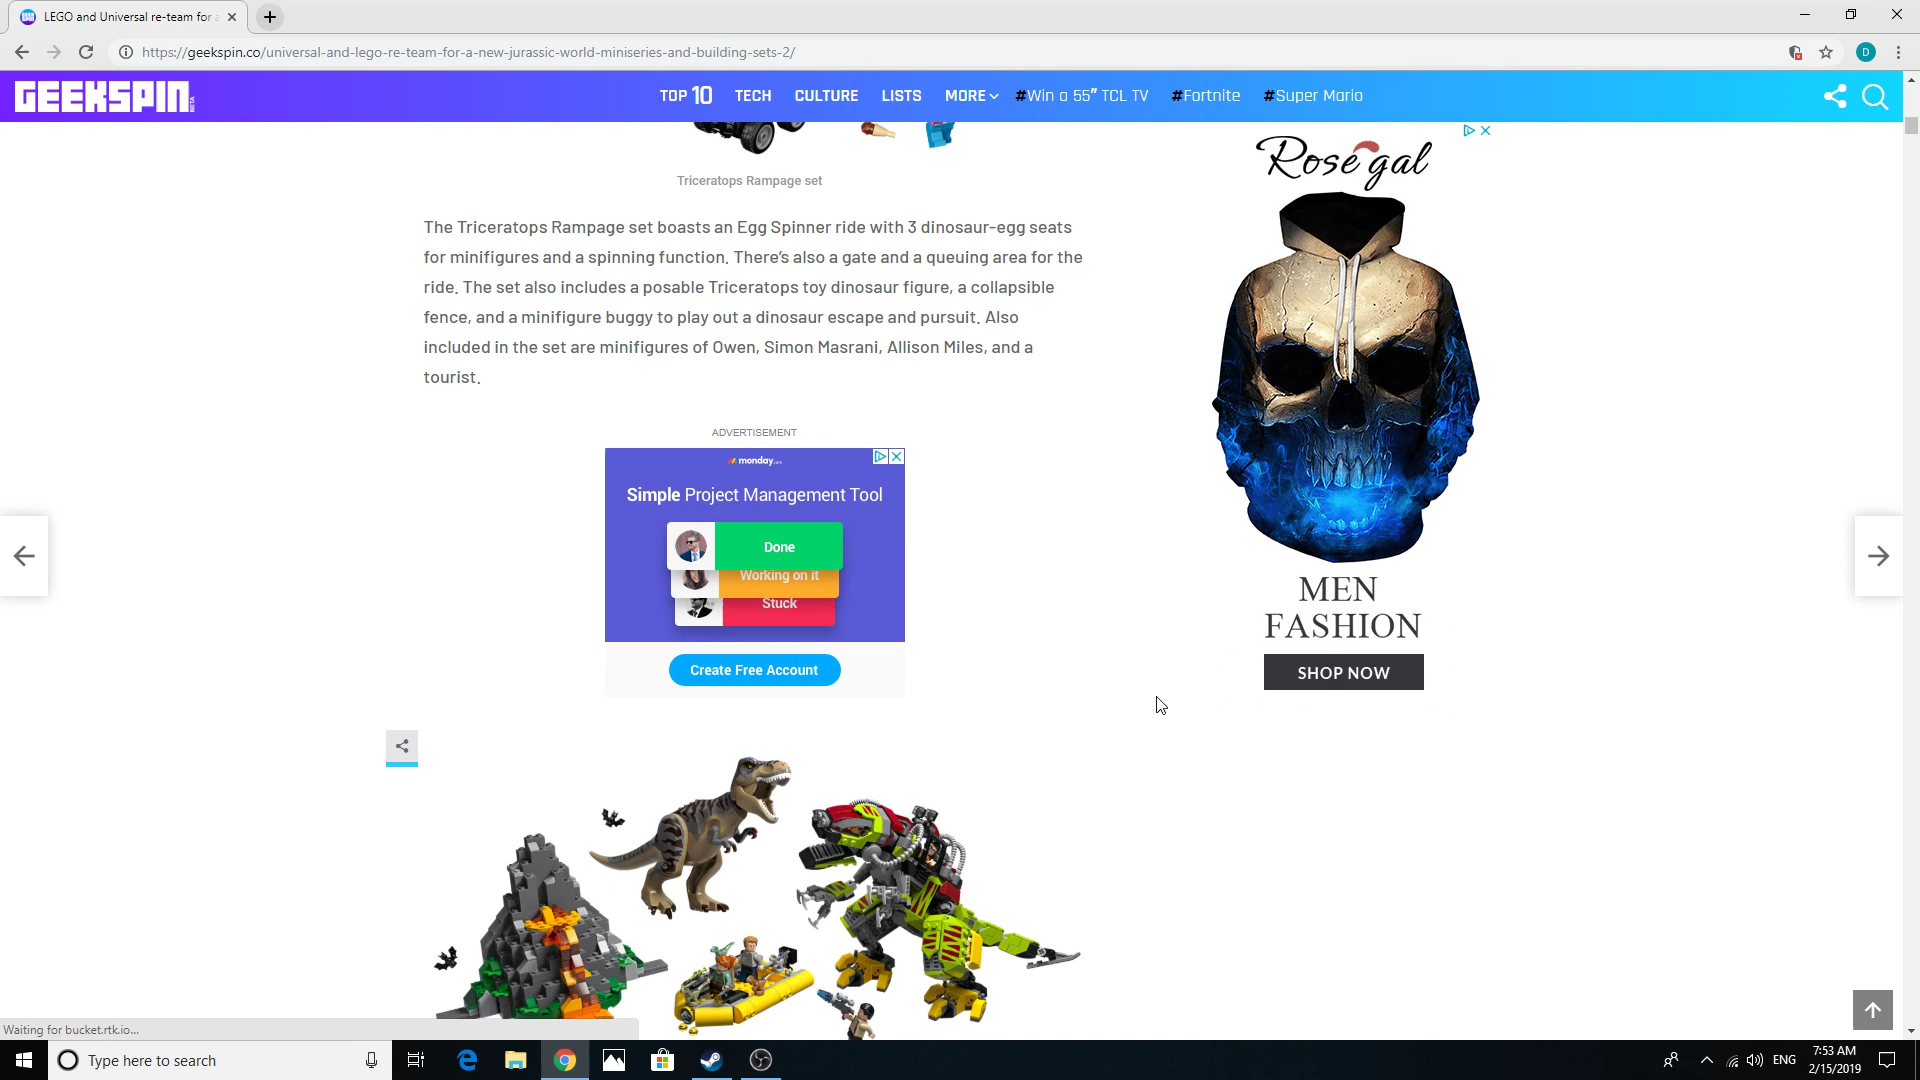 LEGO and Universal re-team for a
https://geekspin.co/universal-and-lego-re-team-for-a-new-jurassic-world-miniseries-and-building-sets-2/
D
GEEKSPIN BETA
TOP 10 TECH CULTURE LISTS MORE #Win a 55” TCL TV #Fortnite #Super Mario
Triceratops Rampage set
The Triceratops Rampage set boasts an Egg Spinner ride with 3 dinosaur-egg seats
for minifigures and a spinning function. There’s also a gate and a queuing area for the
ride. The set also includes a posable Triceratops toy dinosaur figure, a collapsible
fence, and a minifigure buggy to play out a dinosaur escape and pursuit. Also
included in the set are minifigures of Owen, Simon Masrani, Allison Miles, and a
tourist.
ADVERTISEMENT
monday.com
Simple Project Management Tool
Done
Working on it
Stuck
Create Free Account
Rosegal
MEN
FASHION
SHOP NOW
Waiting for bucket.rtk.io...
Type here to search
ENG
7:53 AM
2/15/2019